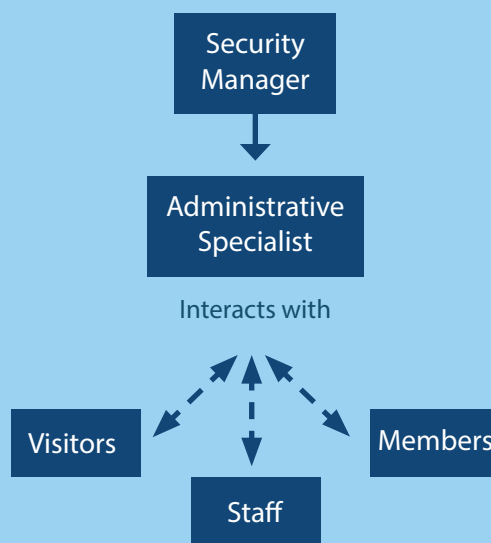 Security
Manager
Administrative
Specialist
Interacts with
Visitors
Members
Staff